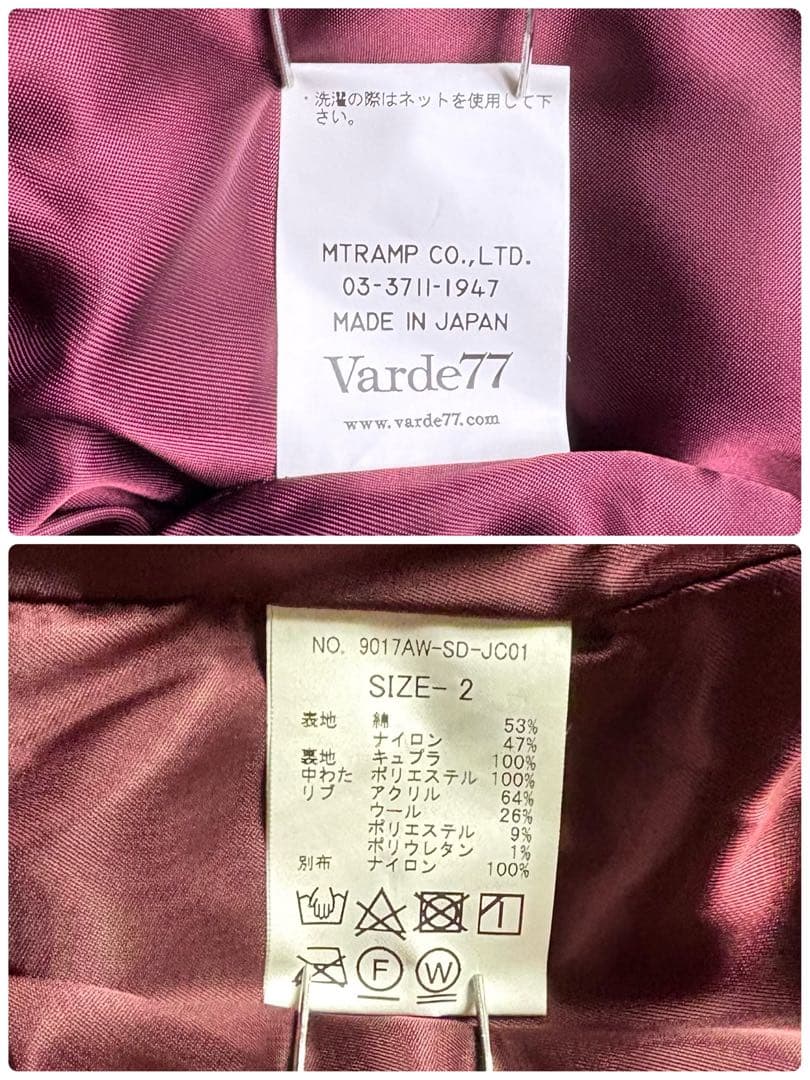 ・洗濯の際はネットを使用して下
さい。
MTRAMP CO.,LTD.
03-3711-1947
MADE IN JAPAN
Varde77
www.varde77.com
NO. 9017AW-SD-JC01
SIZE- 2
表地 綿 53%
ナイロン 47%
裏地 キュプラ 100%
中わた ポリエステル 100%
リブ アクリル 64%
ウール 26%
ポリエステル 9%
ポリウレタン 1%
別布 ナイロン 100%
F W